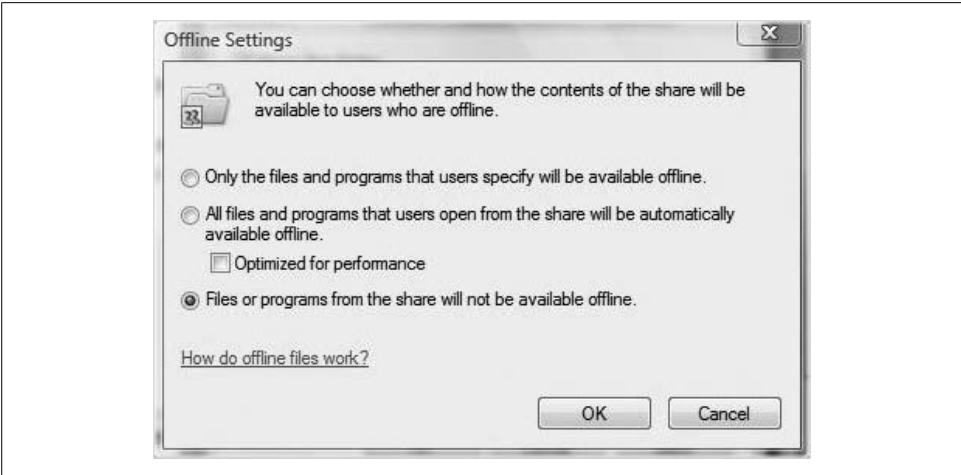 Offline Settings
You can choose whether and how the contents of the share will be
available to users who are offline.
Only the files and programs that users specify will be available offline.
All files and programs that users open from the share will be automatically
available offline.
Optimized for performance
Files or programs from the share will not be available offline.
How do offline files work?
OK
Cancel